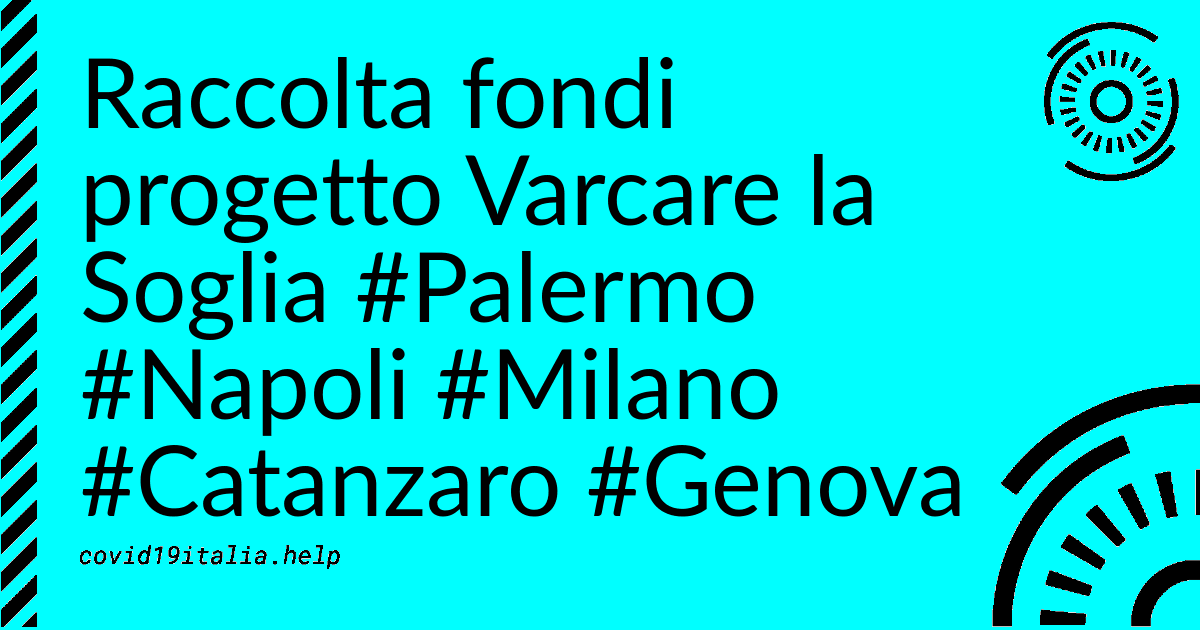 Raccolta fondi
progetto Varcare la
Soglia #Palermo
#Napoli #Milano
#Catanzaro #Genova
covid19italia.help